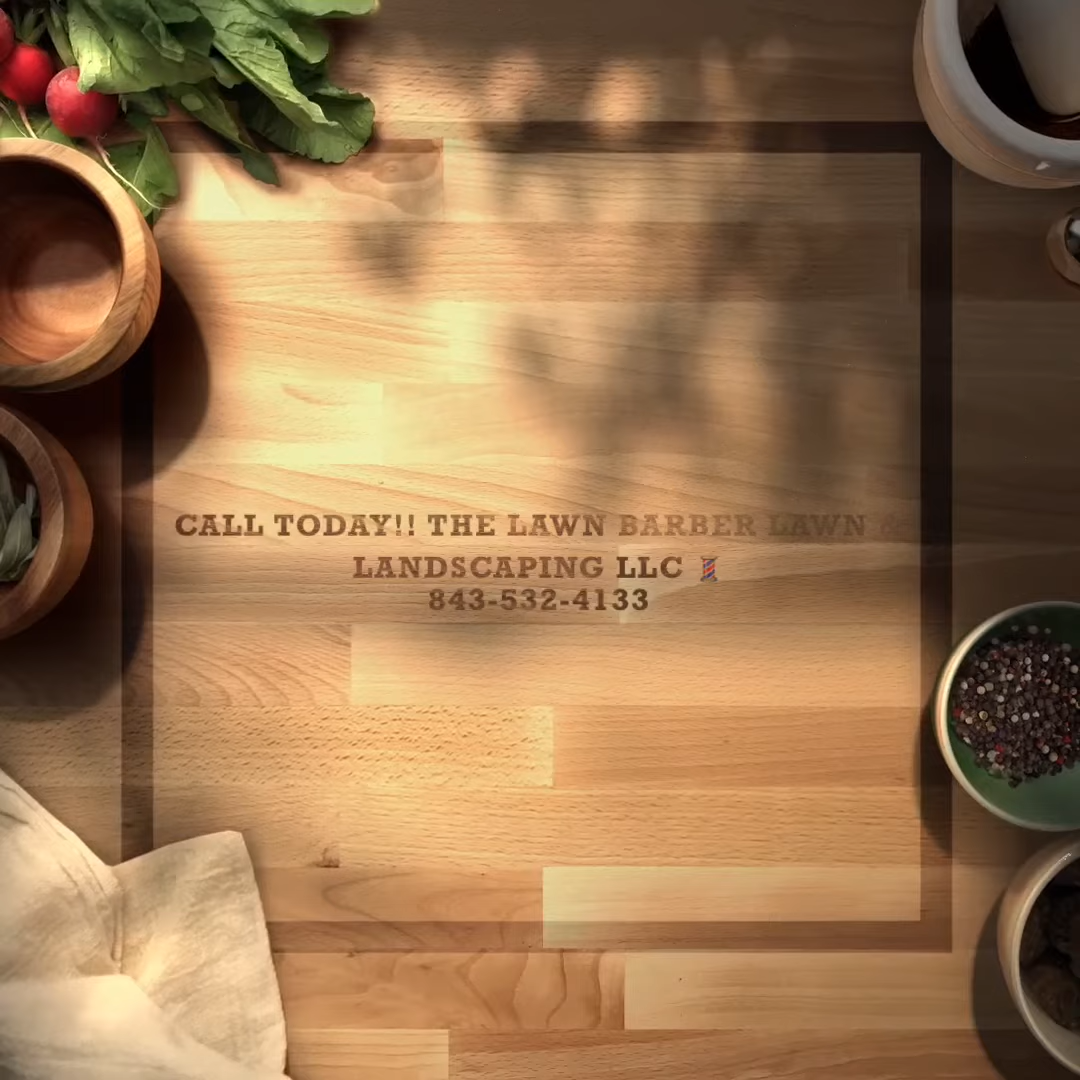 CALL TODAY!! THE LAWN BARBER LAWN &
LANDSCAPING LLC 💈
843-532-4133